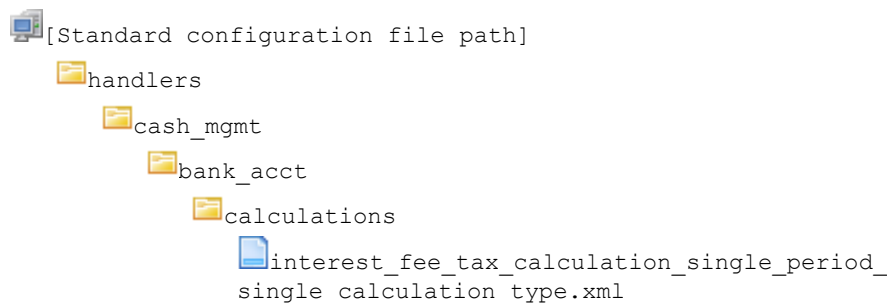 [Standard configuration file path]
handlers
cash_mgmt
bank_acct
calculations
interest_fee_tax_calculation_single_period_
single calculation type.xml